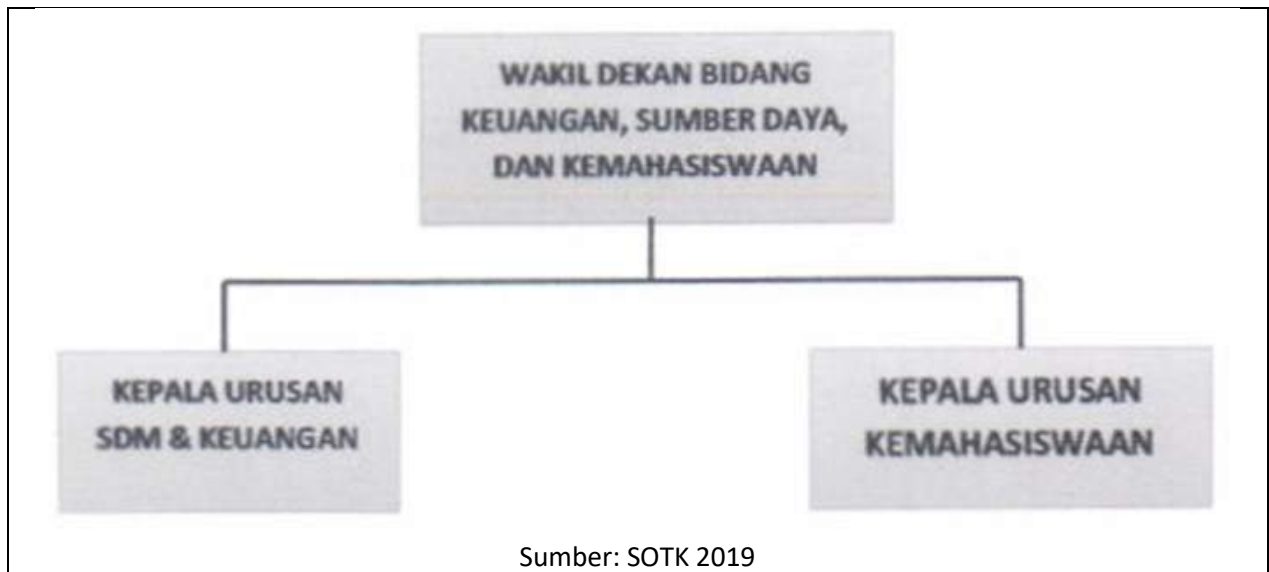 WAKIL DEKAN BIDANG
KEUANGAN, SUMBER DAYA,
DAN KEMAHASISWAAN
KEPALA URUSAN
SDM & KEUANGAN
KEPALA URUSAN
KEMAHASISWAAN
Sumber: SOTK 2019